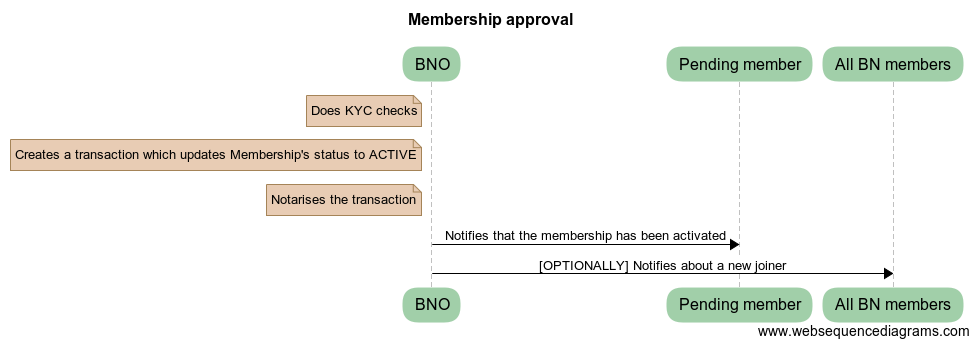 Membership approval
BNO
Pending member
All BN members
Does KYC checks
Creates a transaction which updates Membership's status to ACTIVE
Notarises the transaction
Notifies that the membership has been activated
[OPTIONALLY] Notifies about a new joiner
BNO
Pending member
All BN members
www.websequencediagrams.com